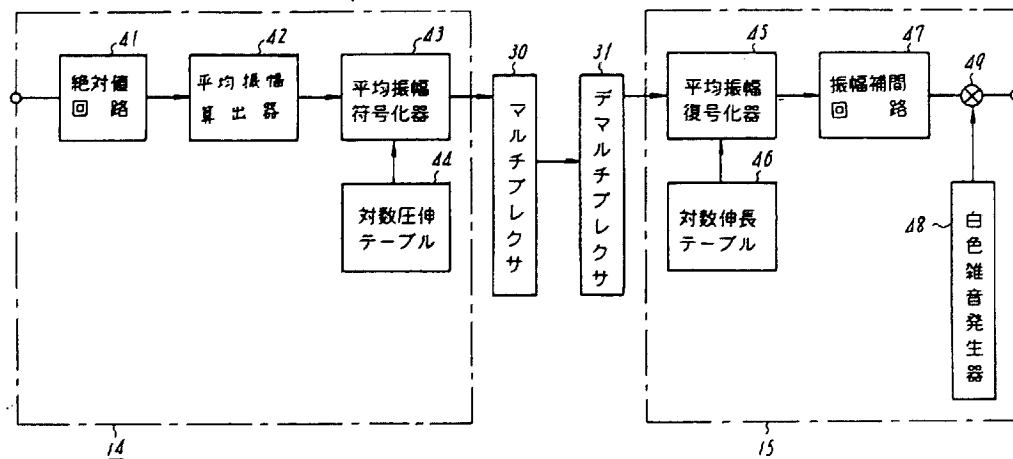 41
絶対値
回路
42
平均振幅
算出器
43
平均振幅
符号化器
44
対数圧伸
テーブル
14
30
マルチプレクサ
31
デマルチプレクサ
45
平均振幅
復号化器
46
対数伸長
テーブル
47
振幅補間
回路
49
48
白色雑音発生器
15